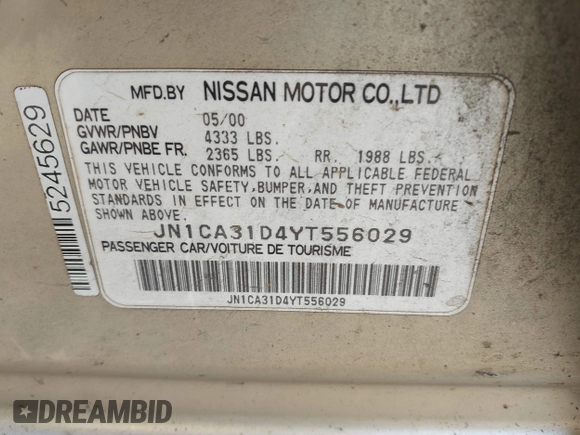 MFD.BY NISSAN MOTOR CO.,LTD
DATE 05/00
GVWR/PNBV 4333 LBS.
GAWR/PNBE FR. 2365 LBS. RR. 1988 LBS.
THIS VEHICLE CONFORMS TO ALL APPLICABLE FEDERAL
MOTOR VEHICLE SAFETY, BUMPER, AND THEFT PREVENTION
STANDARDS IN EFFECT ON THE DATE OF MANUFACTURE
SHOWN ABOVE.
JN1CA31D4YT556029
PASSENGER CAR/VOITURE DE TOURISME
JN1CA31D4YT556029
5245629
DREAMBID